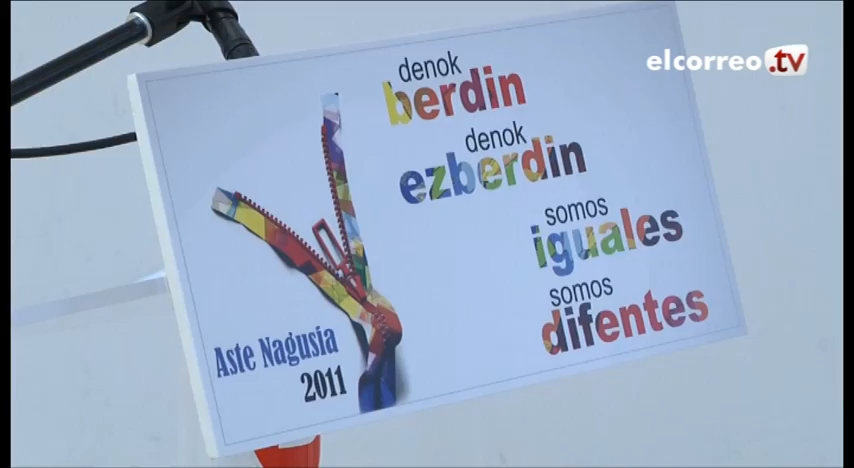 elcorreo.tv
denok
berdin
denok
ezberdin
somos
iguales
somos
difentes
Aste Nagusia
2011